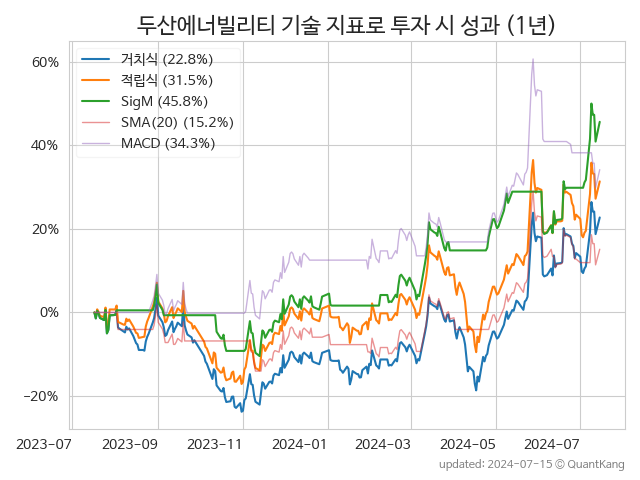 두산에너빌리티 기술 지표로 투자 시 성과 (1년)
거치식 (22.8%)
적립식 (31.5%)
SigM (45.8%)
SMA(20) (15.2%)
MACD (34.3%)
60%
40%
20%
0%
−20%
2023-07
2023-09
2023-11
2024-01
2024-03
2024-05
2024-07
updated: 2024-07-15 © QuantKang